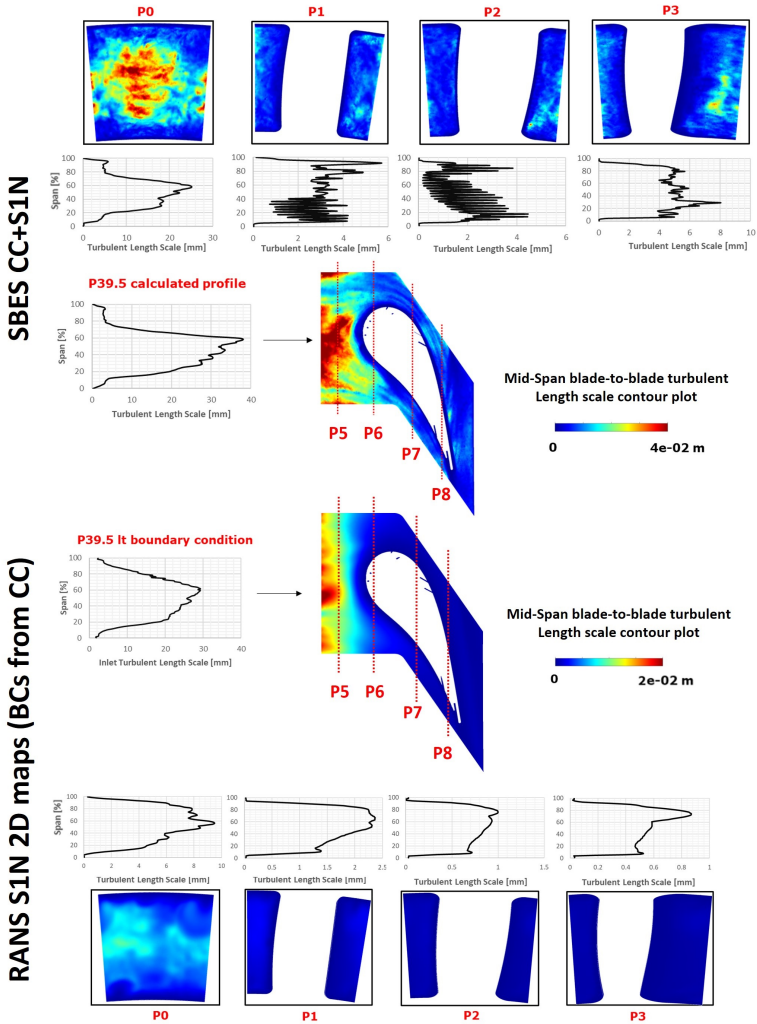 P0
P1
P2
P3
SBES CC+S1N
Span [%]
100
80
60
40
20
0
0
10
20
30
Turbulent Length Scale [mm]
100
80
60
40
20
0
0
2
4
6
Turbulent Length Scale [mm]
100
80
60
40
20
0
0
2
4
6
Turbulent Length Scale [mm]
100
80
60
40
20
0
0
2
4
6
8
10
Turbulent Length Scale [mm]
P39.5 calculated profile
Span [%]
100
80
60
40
20
0
0
10
20
30
40
Turbulent Length Scale [mm]
P5
P6
P7
P8
Mid-Span blade-to-blade turbulent
Length scale contour plot
0
4e-02 m
RANS S1N 2D maps (BCs from CC)
P39.5 lt boundary condition
Span [%]
100
80
60
40
20
0
0
10
20
30
40
Inlet Turbulent Length Scale [mm]
P5
P6
P7
P8
Mid-Span blade-to-blade turbulent
Length scale contour plot
0
2e-02 m
Span [%]
100
80
60
40
20
0
0
2
4
6
8
10
Turbulent Length Scale [mm]
100
80
60
40
20
0
0
0.5
1
1.5
2
2.5
Turbulent Length Scale [mm]
100
80
60
40
20
0
0
0.5
1
1.5
Turbulent Length Scale [mm]
100
80
60
40
20
0
0
0.2
0.4
0.6
0.8
1
Turbulent Length Scale [mm]
P0
P1
P2
P3